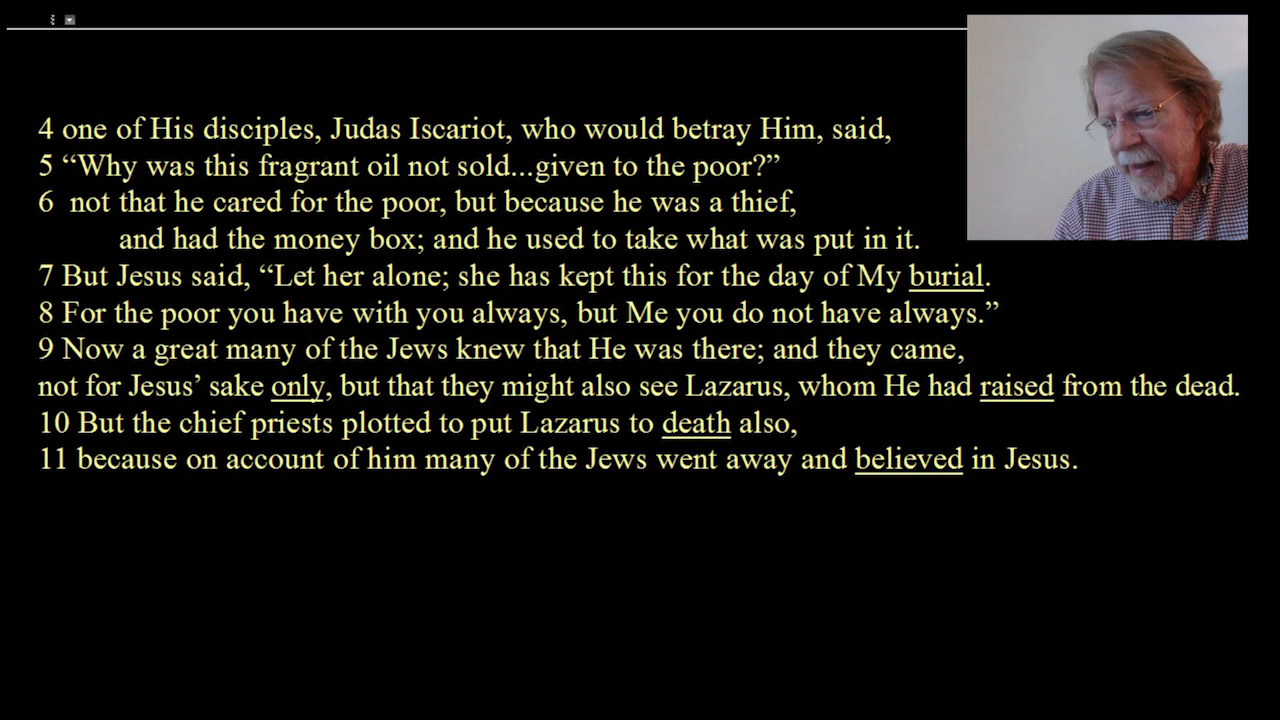 4 one of His disciples, Judas Iscariot, who would betray Him, said,
5 “Why was this fragrant oil not sold...given to the poor?”
6  not that he cared for the poor, but because he was a thief,
and had the money box; and he used to take what was put in it.
7 But Jesus said, “Let her alone; she has kept this for the day of My burial.
8 For the poor you have with you always, but Me you do not have always.”
9 Now a great many of the Jews knew that He was there; and they came,
not for Jesus’ sake only, but that they might also see Lazarus, whom He had raised from the dead.
10 But the chief priests plotted to put Lazarus to death also,
11 because on account of him many of the Jews went away and believed in Jesus.